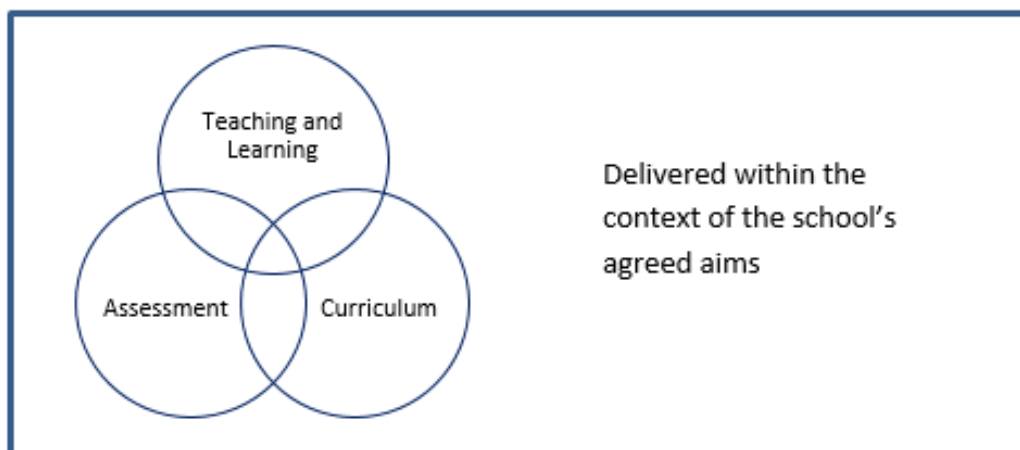 Teaching and
Learning
Assessment
Curriculum
Delivered within the
context of the school’s
agreed aims